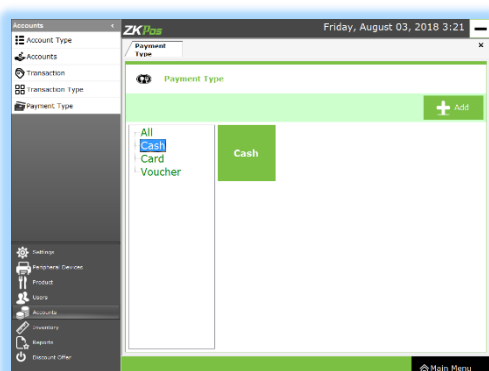 Accounts
Account Type
Accounts
Transaction
Transaction Type
Payment Type
Settings
Peripheral Devices
Product
Users
Accounts
Inventory
Reports
Discount Offer
ZKPos
Friday, August 03, 2018 3:21
Payment
Type
x
Payment Type
Add
All
Cash
Card
Voucher
Cash
Main Menu